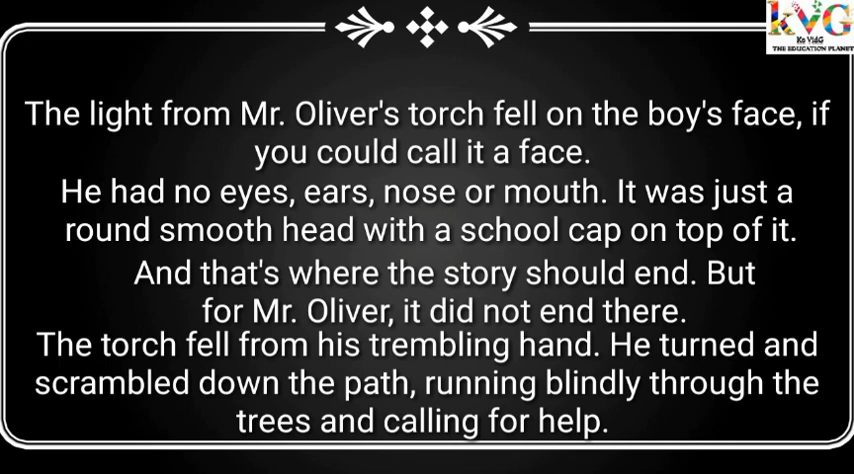 kVG
Ks VidG
THE EDUCATION PLANET
The light from Mr. Oliver's torch fell on the boy's face, if
you could call it a face.
He had no eyes, ears, nose or mouth. It was just a
round smooth head with a school cap on top of it.
And that's where the story should end. But
for Mr. Oliver, it did not end there.
The torch fell from his trembling hand. He turned and
scrambled down the path, running blindly through the
trees and calling for help.